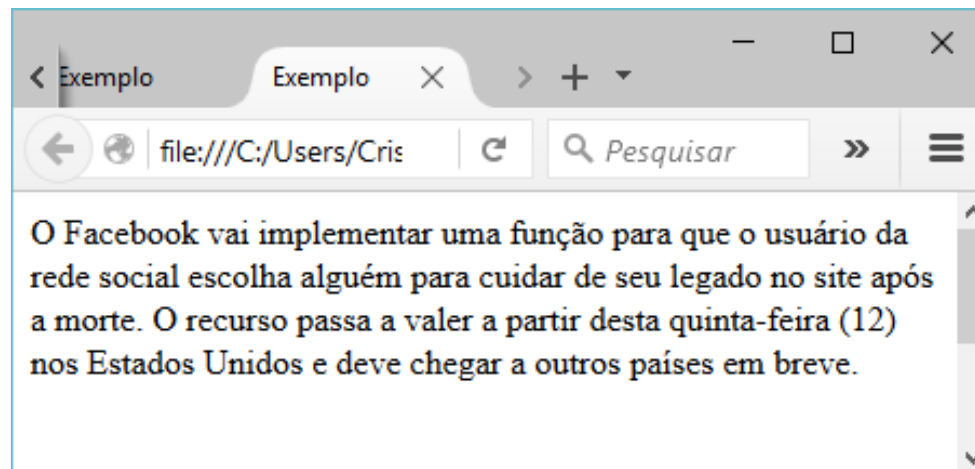 Exemplo
Exemplo
file:///C:/Users/Cris
Pesquisar
O Facebook vai implementar uma função para que o usuário da
rede social escolha alguém para cuidar de seu legado no site após
a morte. O recurso passa a valer a partir desta quinta-feira (12)
nos Estados Unidos e deve chegar a outros países em breve.